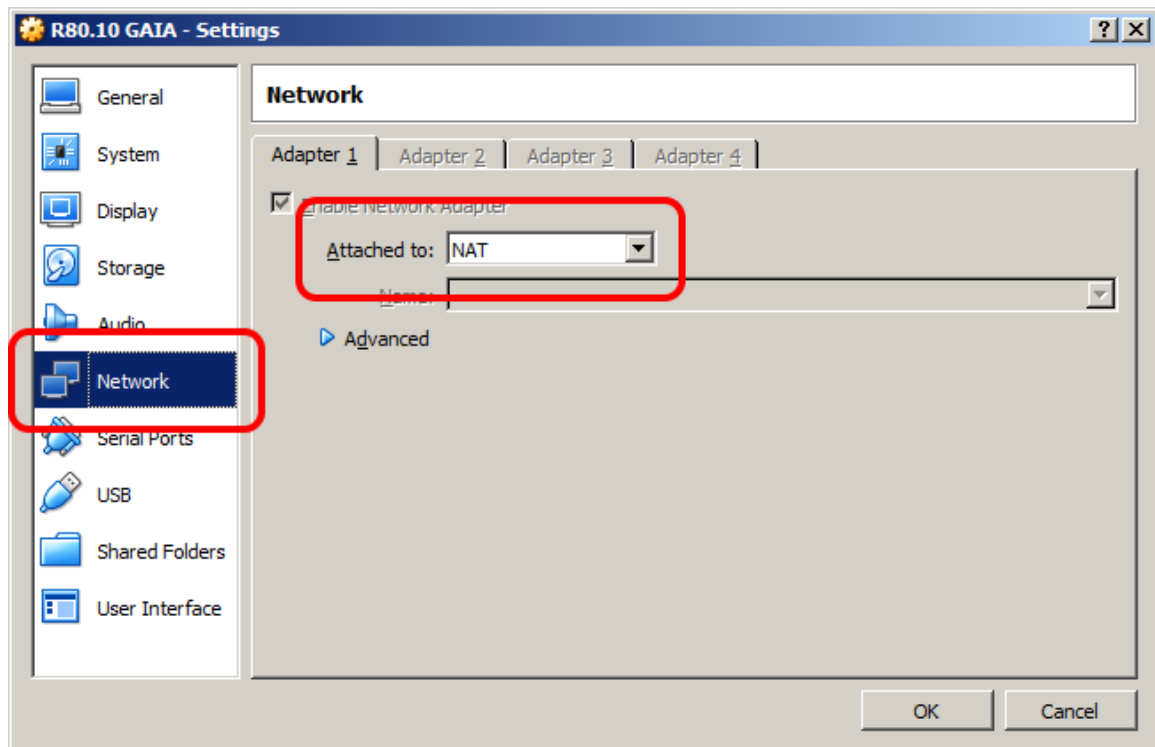 R80.10 GAIA - Settings
General
System
Display
Storage
Audio
Network
Serial Ports
USB
Shared Folders
User Interface
Network
Adapter 1 Adapter 2 Adapter 3 Adapter 4
Enable Network Adapter
Attached to: NAT
Name:
Advanced
OK Cancel